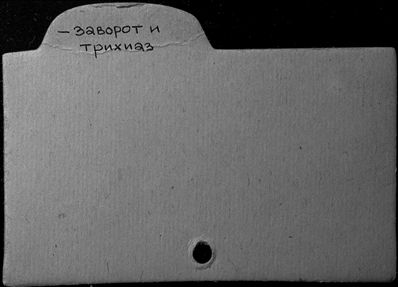 – Заворот и
трихиаз